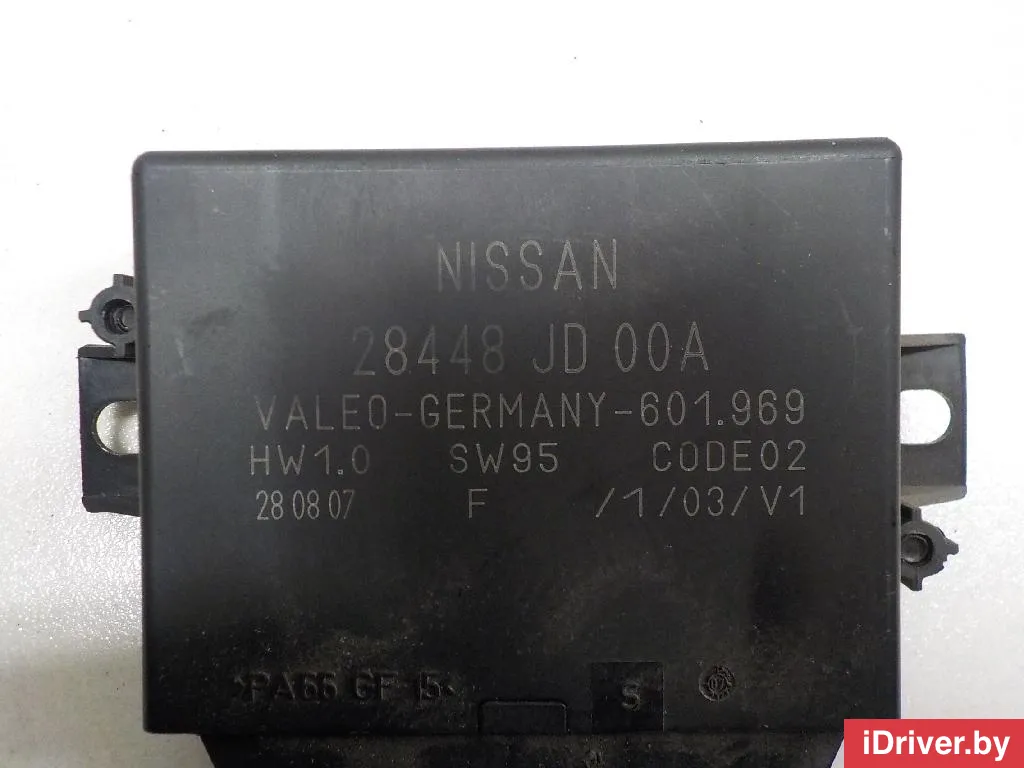 NISSAN
28448 JD 00A
VALEO-GERMANY-601.969
HW1.0 SW95 CODE02
28 08 07 F /1/03/V1
>PA66 GF 15<
S
07
iDriver.by